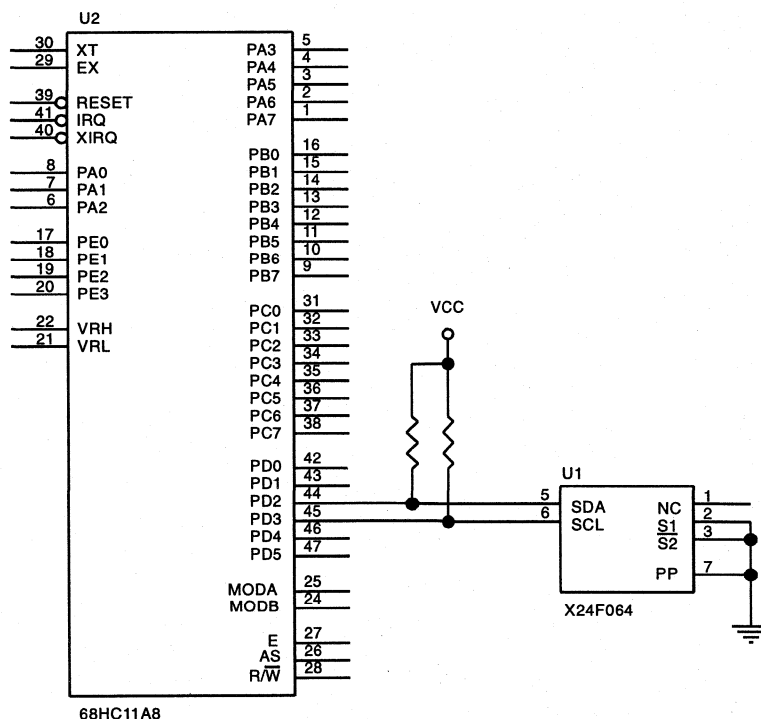 U2
30 XT
29 EX
39 RESET
41 IRQ
40 XIRQ
8 PA0
7 PA1
6 PA2
17 PE0
18 PE1
19 PE2
20 PE3
22 VRH
21 VRL
PA3 5
PA4 4
PA5 3
PA6 2
PA7 1
PB0 16
PB1 15
PB2 14
PB3 13
PB4 12
PB5 11
PB6 10
PB7 9
PC0 31
PC1 32
PC2 33
PC3 34
PC4 35
PC5 36
PC6 37
PC7 38
PD0 42
PD1 43
PD2 44
PD3 45
PD4 46
PD5 47
MODA 25
MODB 24
E 27
AS 26
R/W̅ 28
68HC11A8
VCC
U1
5 SDA
6 SCL
NC 1
S1 2
S̅2̅ 3
PP 7
X24F064